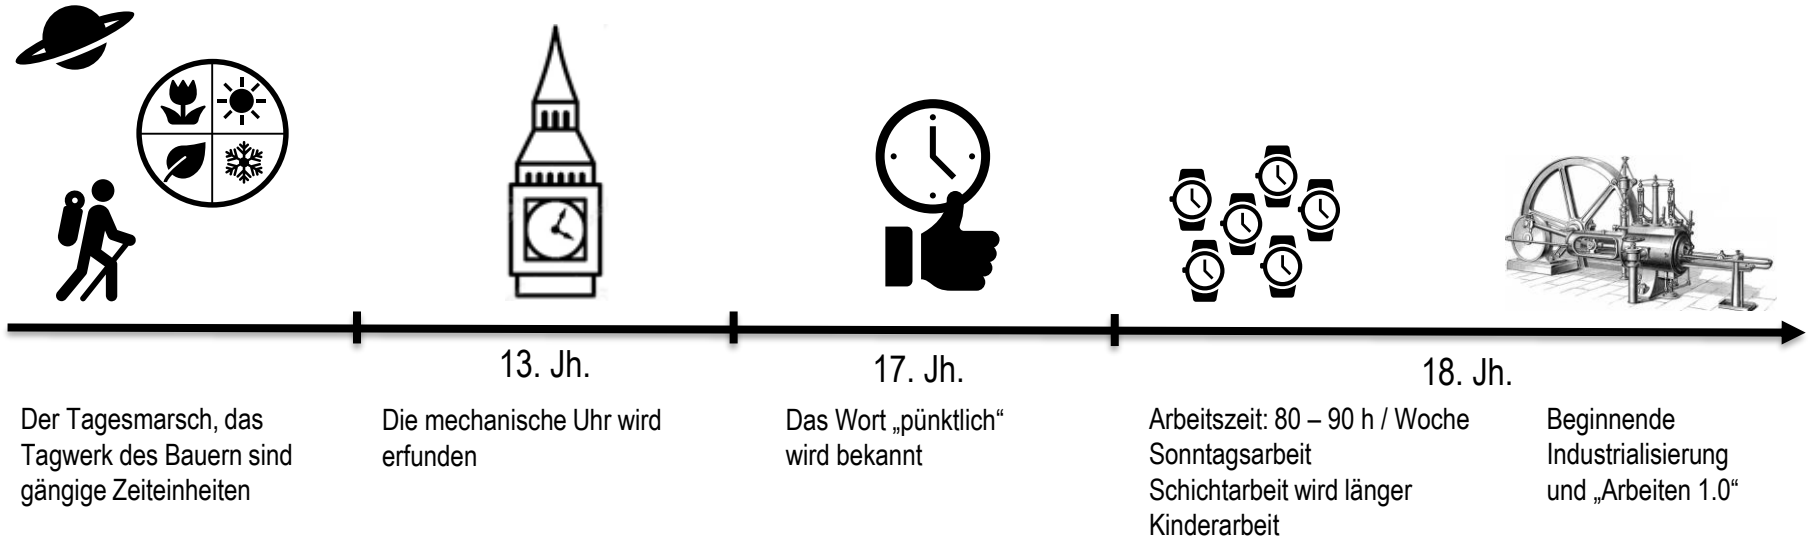 13. Jh.
17. Jh.
18. Jh.
Der Tagesmarsch, das
Tagwerk des Bauern sind
gängige Zeiteinheiten
Die mechanische Uhr wird
erfunden
Das Wort „pünktlich“
wird bekannt
Arbeitszeit: 80 – 90 h / Woche
Sonntagsarbeit
Schichtarbeit wird länger
Kinderarbeit
Beginnende
Industrialisierung
und „Arbeiten 1.0“